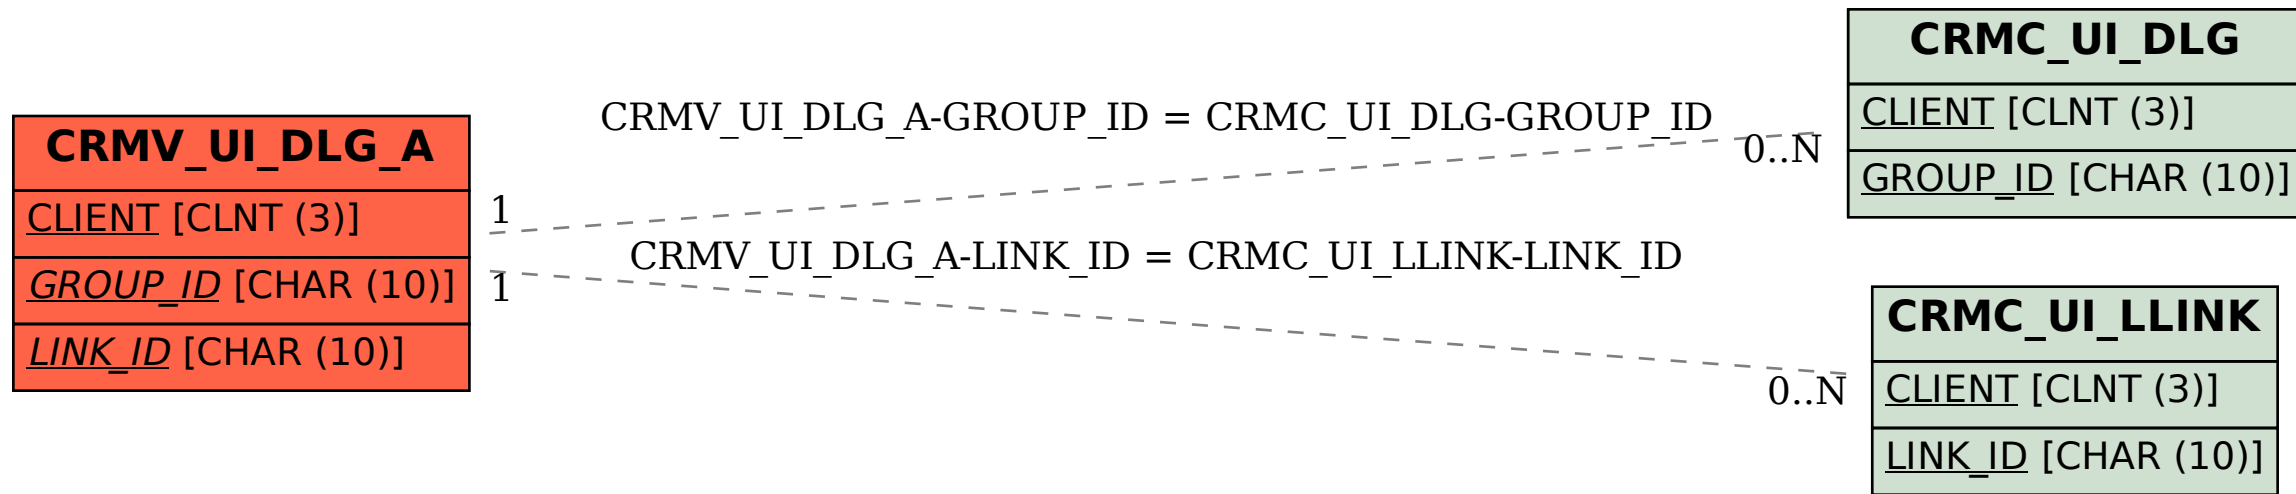 CRMV_UI_DLG_A
CLIENT [CLNT (3)]
GROUP_ID [CHAR (10)]
LINK_ID [CHAR (10)]
CRMV_UI_DLG_A-GROUP_ID = CRMC_UI_DLG-GROUP_ID
1
0..N
CRMV_UI_DLG_A-LINK_ID = CRMC_UI_LLINK-LINK_ID
1
0..N
CRMC_UI_DLG
CLIENT [CLNT (3)]
GROUP_ID [CHAR (10)]
CRMC_UI_LLINK
CLIENT [CLNT (3)]
LINK_ID [CHAR (10)]